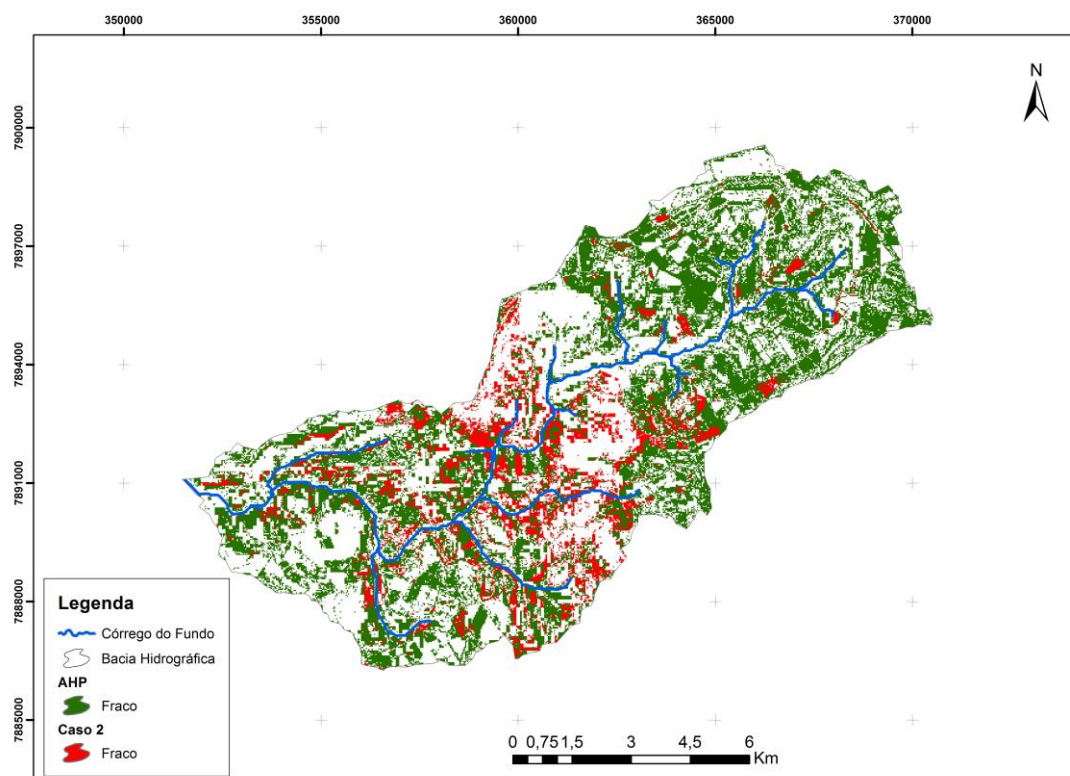 350000 355000 360000 365000 370000
N
7900000
7897000
7894000
7891000
7888000
7885000
Legenda
Córrego do Fundo
Bacia Hidrográfica
AHP
Fraco
Caso 2
Fraco
0 0,75 1,5 3 4,5 6
Km